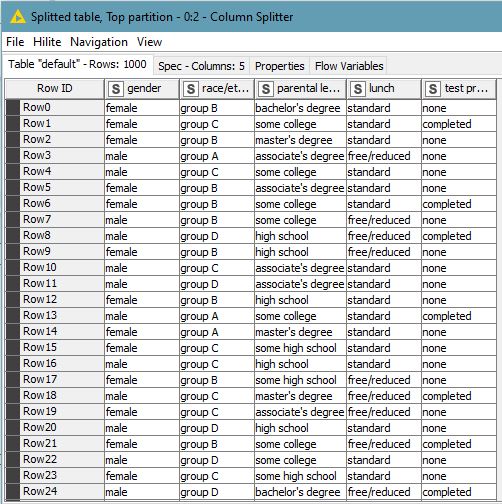 Splitted table, Top partition - 0:2 - Column Splitter
File Hilite Navigation View
Table "default" - Rows: 1000 Spec - Columns: 5 Properties Flow Variables
Row ID S gender S race/et... S parental le... S lunch S test pr...
Row0 female group B bachelor's degree standard none
Row1 female group C some college standard completed
Row2 female group B master's degree standard none
Row3 male group A associate's degree free/reduced none
Row4 male group C some college standard none
Row5 female group B associate's degree standard none
Row6 female group B some college standard completed
Row7 male group B some college free/reduced none
Row8 male group D high school free/reduced completed
Row9 female group B high school free/reduced none
Row10 male group C associate's degree standard none
Row11 male group D associate's degree standard none
Row12 female group B high school standard none
Row13 male group A some college standard completed
Row14 female group A master's degree standard none
Row15 female group C some high school standard none
Row16 male group C high school standard none
Row17 female group B some high school free/reduced none
Row18 male group C master's degree free/reduced completed
Row19 female group C associate's degree free/reduced none
Row20 male group D high school standard none
Row21 female group B some college free/reduced completed
Row22 male group D some college standard none
Row23 female group C some high school standard none
Row24 male group D bachelor's degree free/reduced completed